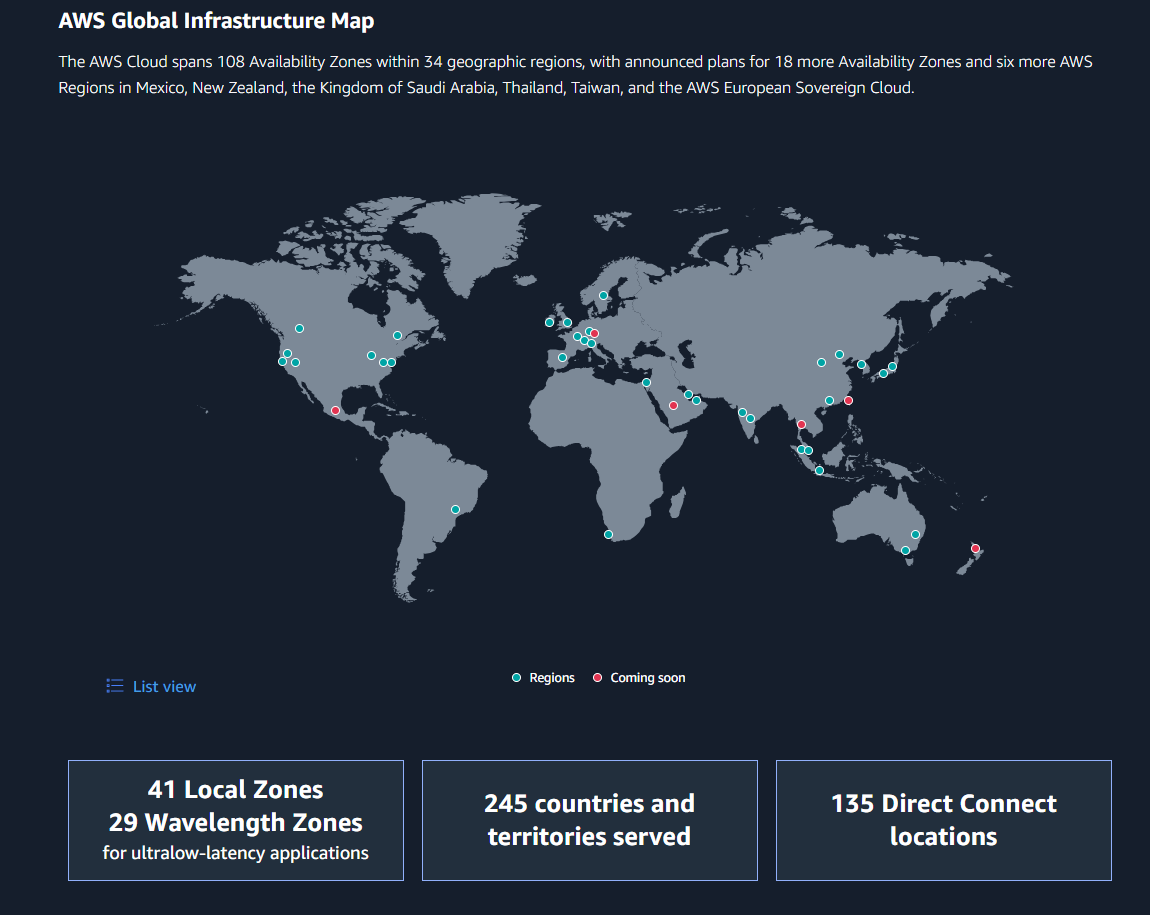 AWS Global Infrastructure Map
The AWS Cloud spans 108 Availability Zones within 34 geographic regions, with announced plans for 18 more Availability Zones and six more AWS
Regions in Mexico, New Zealand, the Kingdom of Saudi Arabia, Thailand, Taiwan, and the AWS European Sovereign Cloud.
List view
Regions
Coming soon
41 Local Zones
29 Wavelength Zones
for ultralow-latency applications
245 countries and
territories served
135 Direct Connect
locations